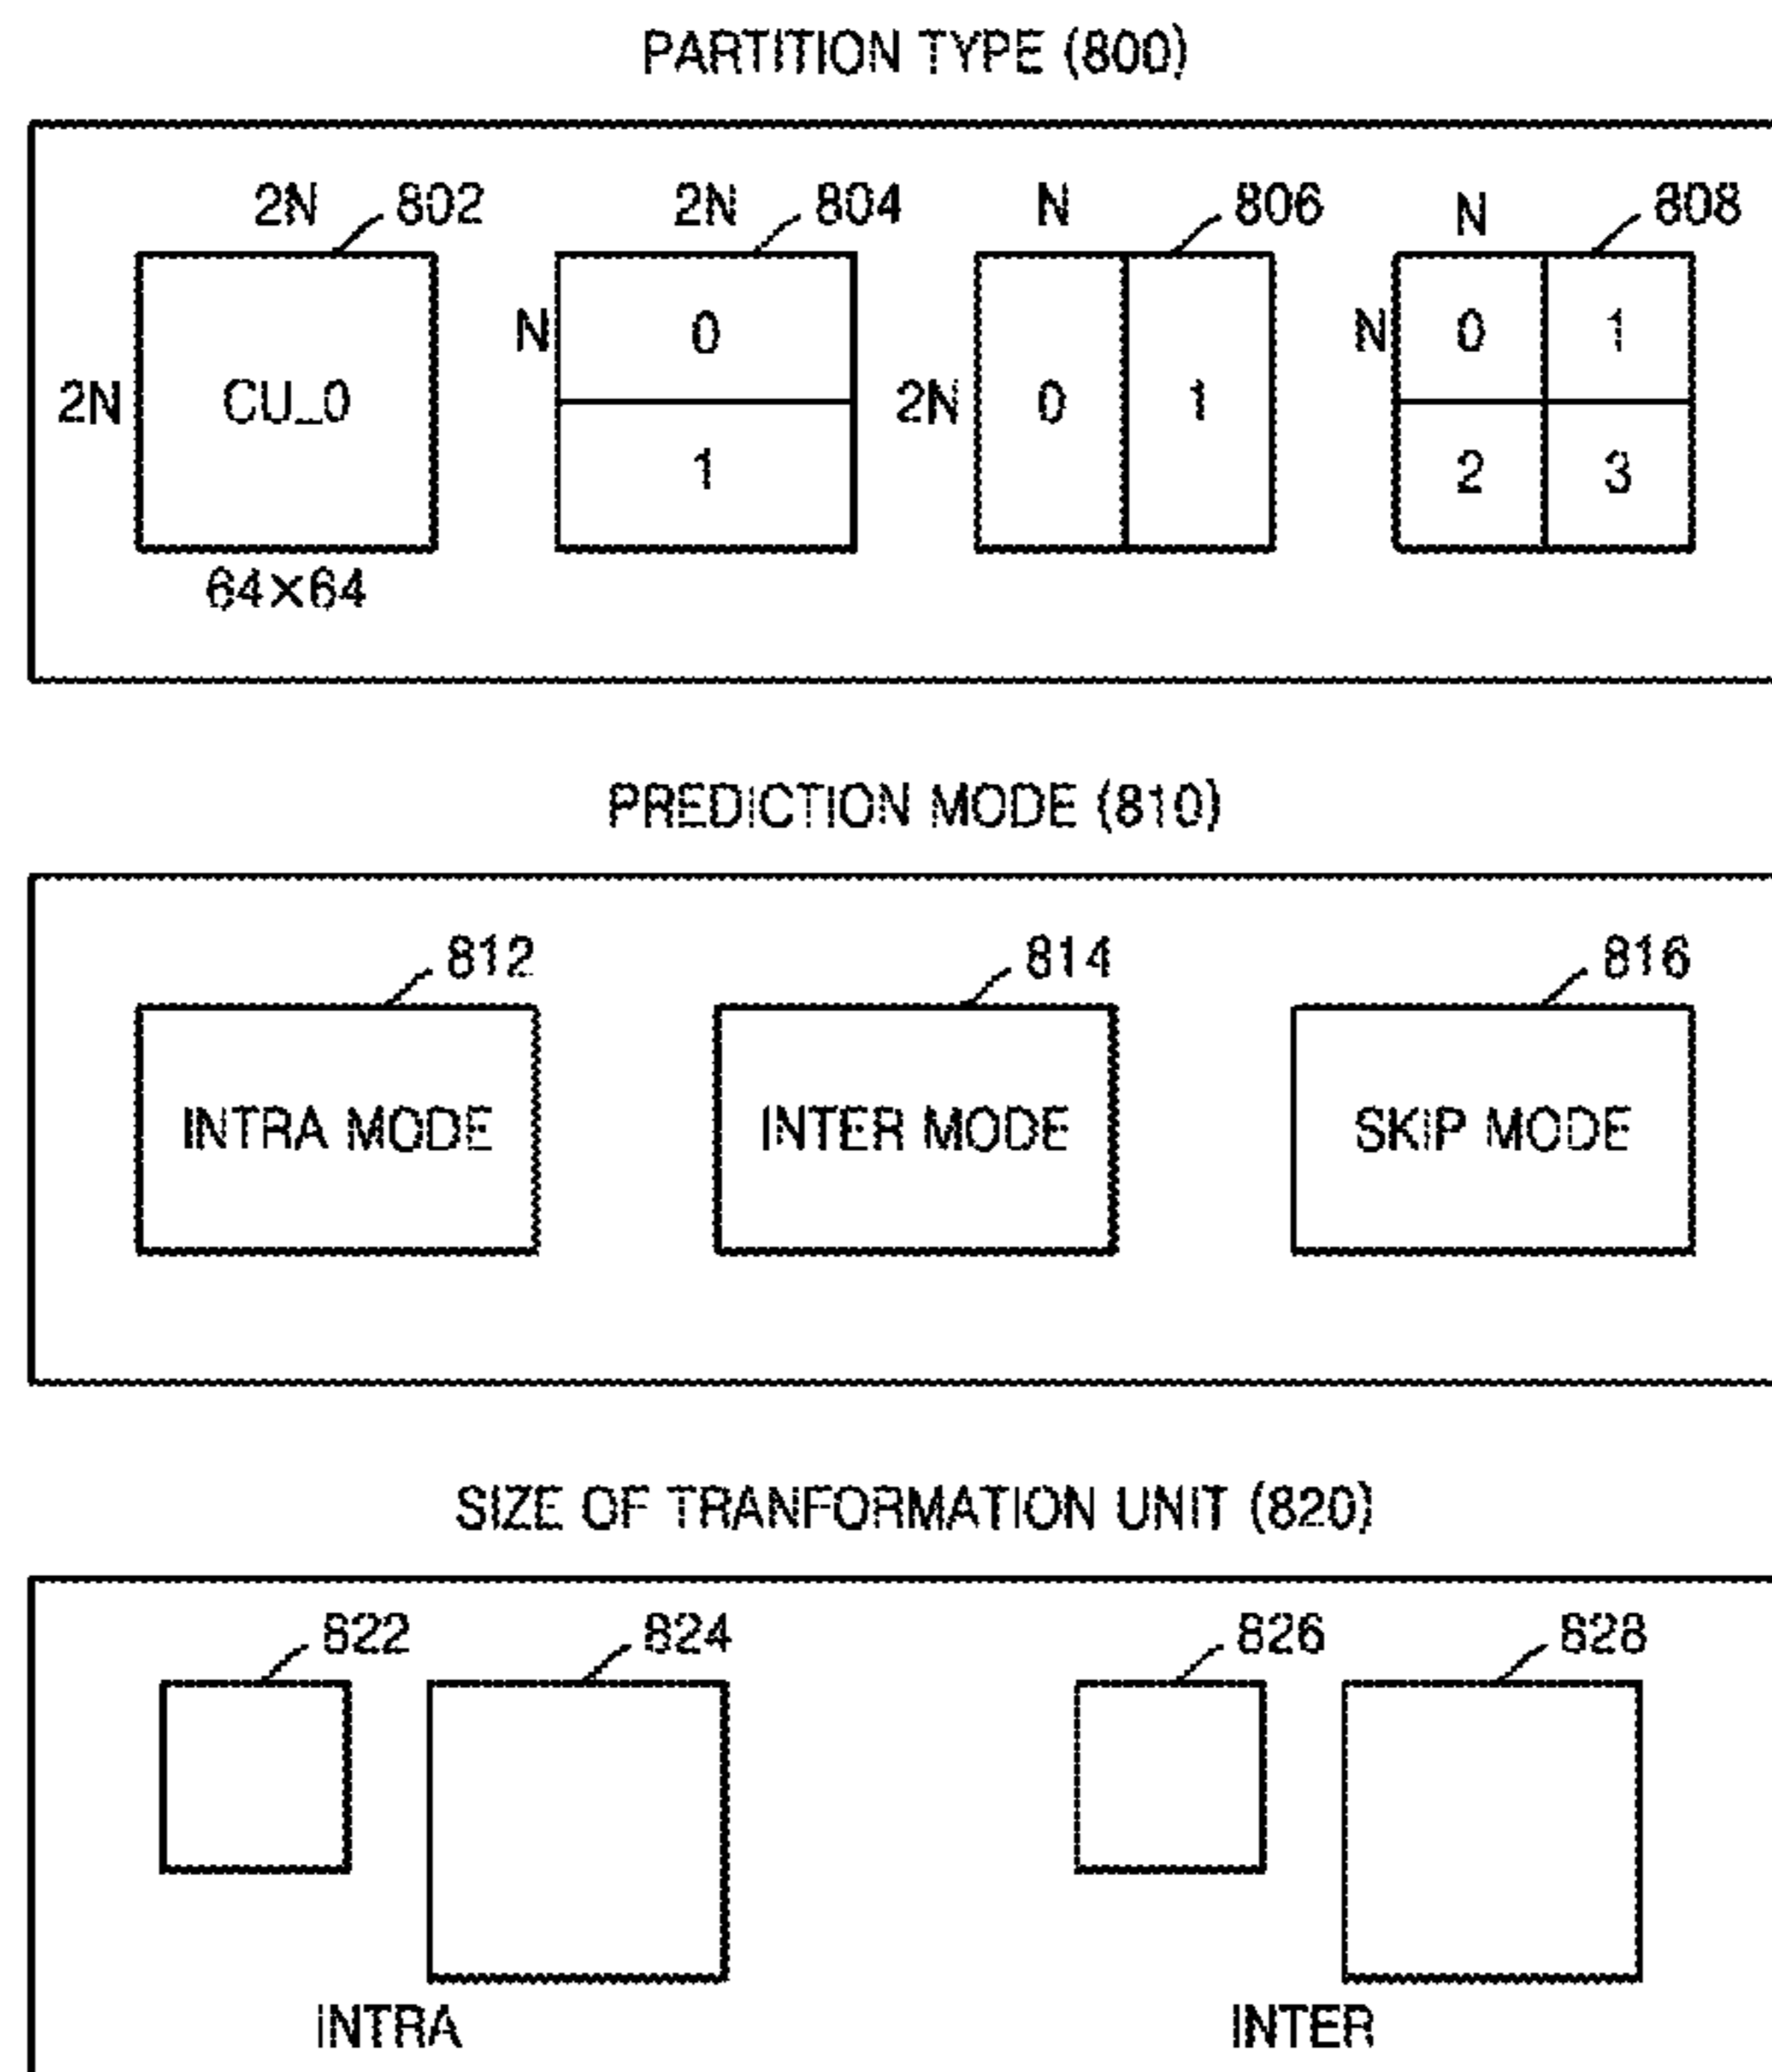 PARTITION TYPE (800)
2N 802 2N 804 N 806 N 808
N 0 N 0 1
2N CU_0 2N 0 1
1 2 3
64×64
PREDICTION MODE (810)
812 814 816
INTRA MODE INTER MODE SKIP MODE
SIZE OF TRANFORMATION UNIT (820)
822 824 826 828
INTRA INTER